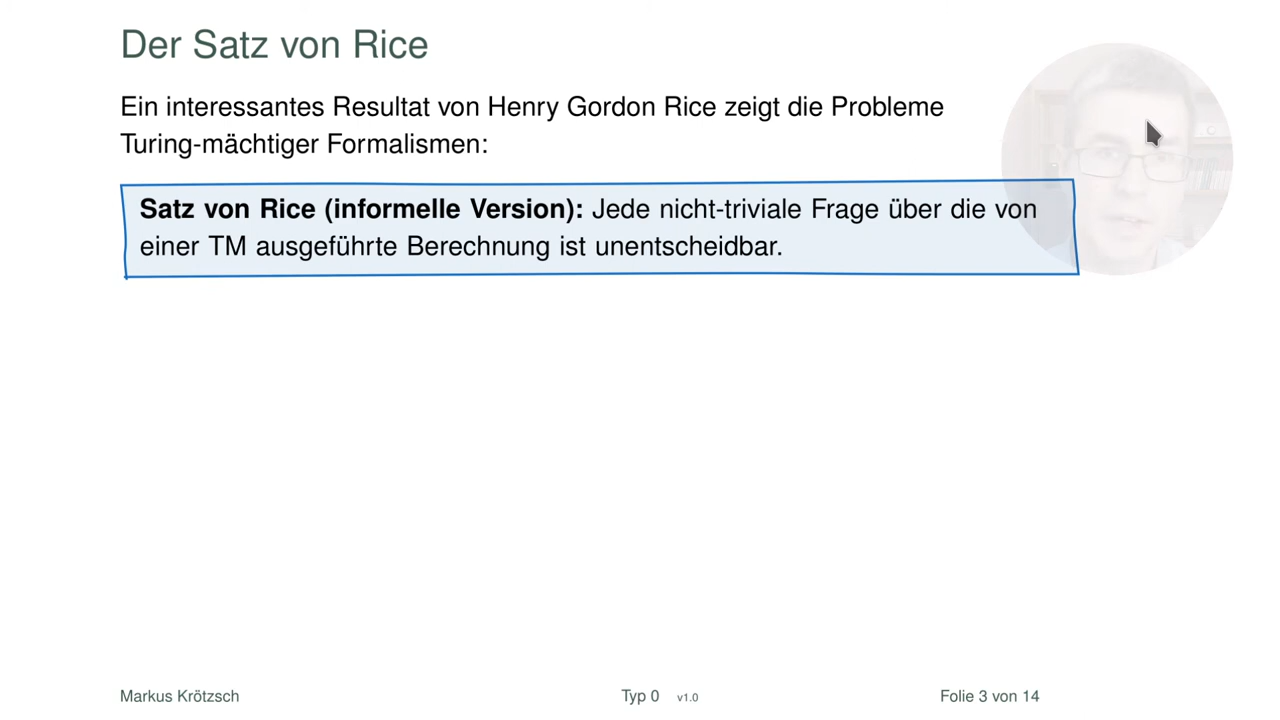 Der Satz von Rice
Ein interessantes Resultat von Henry Gordon Rice zeigt die Probleme
Turing-mächtiger Formalismen:
Satz von Rice (informelle Version): Jede nicht-triviale Frage über die von
einer TM ausgeführte Berechnung ist unentscheidbar.
Markus Krötzsch Typ 0 v1.0 Folie 3 von 14